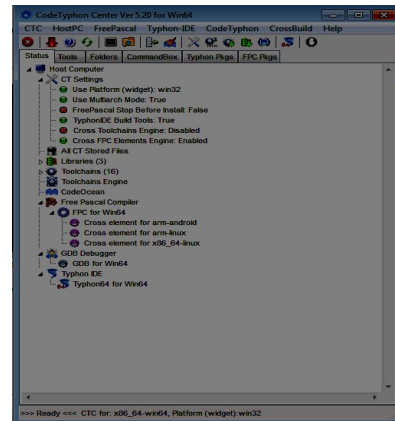 CodeTyphon Center Ver 5.20 for Win64
CTC HostPC FreePascal Typhon-IDE CodeTyphon CrossBuild Help
Status Tools Folders CommandBox Typhon Pkgs FPC Pkgs
Host Computer
CT Settings
Use Platform (widget): win32
Use Multiarch Mode: True
FreePascal Stop Before Install: False
TyphonIDE Build Tools: True
Cross Toolchains Engine: Disabled
Cross FPC Elements Engine: Enabled
All CT Stored Files
Libraries (3)
Toolchains (16)
Toolchains Engine
CodeOcean
Free Pascal Compiler
FPC for Win64
Cross element for arm-android
Cross element for arm-linux
Cross element for x86_64-linux
GDB Debugger
GDB for Win64
Typhon IDE
Typhon64 for Win64
>>> Ready <<< CTC for: x86_64-win64, Platform (widget):win32